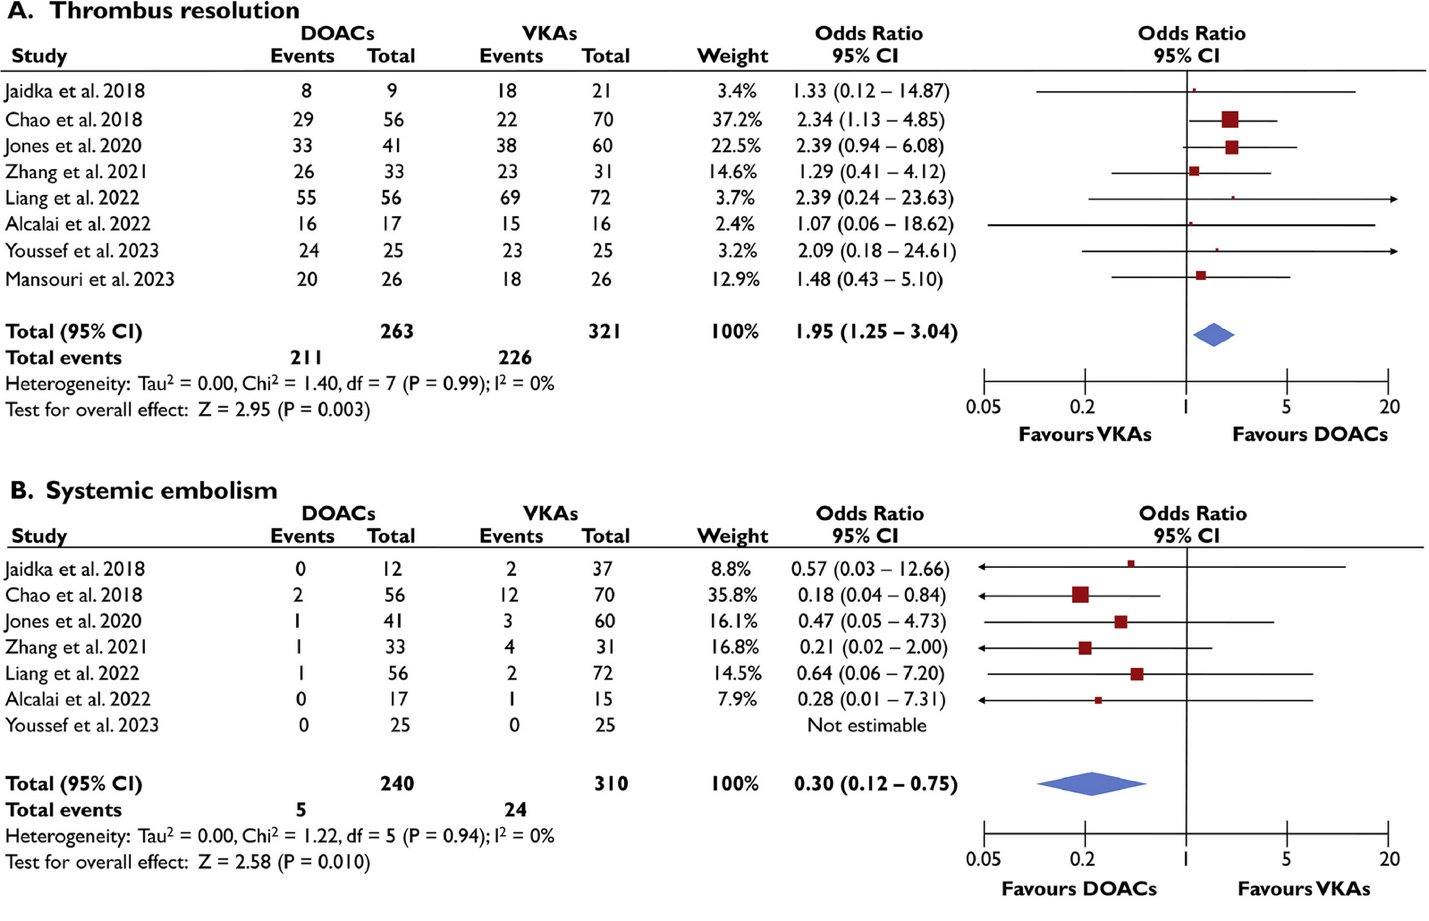 A. Thrombus resolution
DOACs VKAs Odds Ratio Odds Ratio
Study Events Total Events Total Weight 95% CI 95% CI
Jaidka et al. 2018 8 9 18 21 3.4% 1.33 (0.12 – 14.87)
Chao et al. 2018 29 56 22 70 37.2% 2.34 (1.13 – 4.85)
Jones et al. 2020 33 41 38 60 22.5% 2.39 (0.94 – 6.08)
Zhang et al. 2021 26 33 23 31 14.6% 1.29 (0.41 – 4.12)
Liang et al. 2022 55 56 69 72 3.7% 2.39 (0.24 – 23.63)
Alcalai et al. 2022 16 17 15 16 2.4% 1.07 (0.06 – 18.62)
Youssef et al. 2023 24 25 23 25 3.2% 2.09 (0.18 – 24.61)
Mansouri et al. 2023 20 26 18 26 12.9% 1.48 (0.43 – 5.10)
Total (95% CI) 263 321 100% 1.95 (1.25 – 3.04)
Total events 211 226
Heterogeneity: Tau² = 0.00, Chi² = 1.40, df = 7 (P = 0.99); I² = 0%
Test for overall effect: Z = 2.95 (P = 0.003)
0.05 0.2 1 5 20
Favours VKAs Favours DOACs
B. Systemic embolism
DOACs VKAs Odds Ratio Odds Ratio
Study Events Total Events Total Weight 95% CI 95% CI
Jaidka et al. 2018 0 12 2 37 8.8% 0.57 (0.03 – 12.66)
Chao et al. 2018 2 56 12 70 35.8% 0.18 (0.04 – 0.84)
Jones et al. 2020 1 41 3 60 16.1% 0.47 (0.05 – 4.73)
Zhang et al. 2021 1 33 4 31 16.8% 0.21 (0.02 – 2.00)
Liang et al. 2022 1 56 2 72 14.5% 0.64 (0.06 – 7.20)
Alcalai et al. 2022 0 17 1 15 7.9% 0.28 (0.01 – 7.31)
Youssef et al. 2023 0 25 0 25 Not estimable
Total (95% CI) 240 310 100% 0.30 (0.12 – 0.75)
Total events 5 24
Heterogeneity: Tau² = 0.00, Chi² = 1.22, df = 5 (P = 0.94); I² = 0%
Test for overall effect: Z = 2.58 (P = 0.010)
0.05 0.2 1 5 20
Favours DOACs Favours VKAs